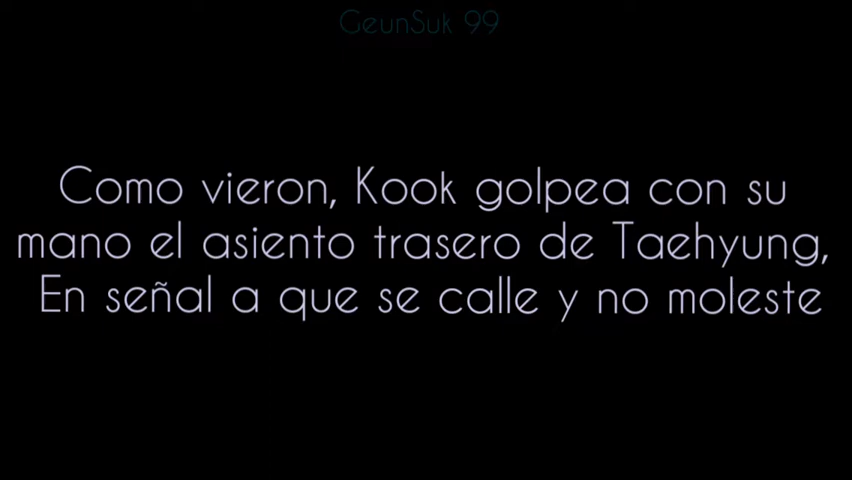 GeunSuk 99
Como vieron, Kook golpea con su
mano el asiento trasero de Taehyung,
En señal a que se calle y no moleste